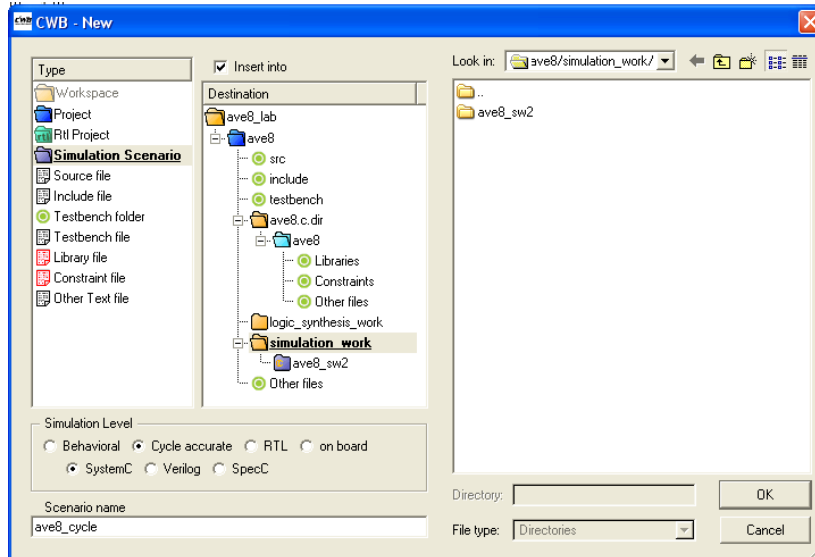 CWB - New
Type
Workspace
Project
Rtl Project
Simulation Scenario
Source file
Include file
Testbench folder
Testbench file
Library file
Constraint file
Other Text file
Insert into
Destination
ave8_lab
ave8
src
include
testbench
ave8.c.dir
ave8
Libraries
Constraints
Other files
logic_synthesis_work
simulation_work
ave8_sw2
Other files
Look in: ave8/simulation_work/
..
ave8_sw2
Simulation Level
Behavioral Cycle accurate RTL on board
SystemC Verilog SpecC
Scenario name
ave8_cycle
Directory:
OK
File type: Directories
Cancel